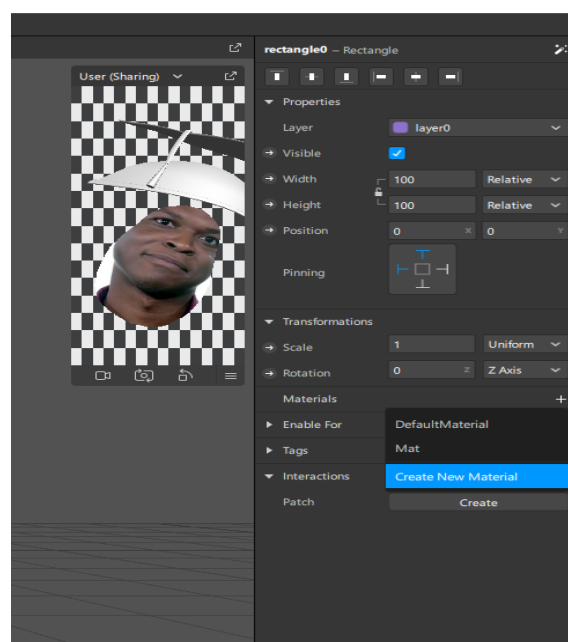 rectangle0 – Rectangle
User (Sharing)
Properties
Layer layer0
Visible
Width 100 Relative
Height 100 Relative
Position 0 X 0 Y
Pinning
Transformations
Scale 1 Uniform
Rotation 0 Z Z Axis
Materials +
Enable For DefaultMaterial
Tags Mat
Interactions Create New Material
Patch Create